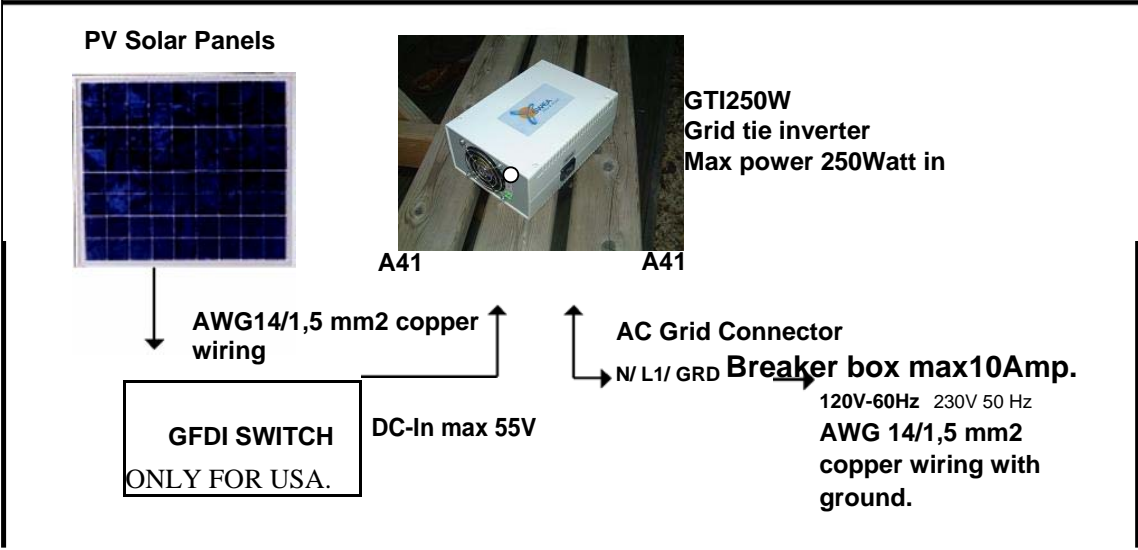 PV Solar Panels
GTI250W
Grid tie inverter
Max power 250Watt in
A41
A41
AWG14/1,5 mm2 copper
wiring
AC Grid Connector
N/ L1/ GRD Breaker box max10Amp.
120V-60Hz 230V 50 Hz
GFDI SWITCH
ONLY FOR USA.
DC-In max 55V
AWG 14/1,5 mm2
copper wiring with
ground.